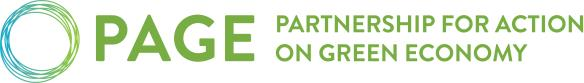 PAGE
PARTNERSHIP FOR ACTION
ON GREEN ECONOMY